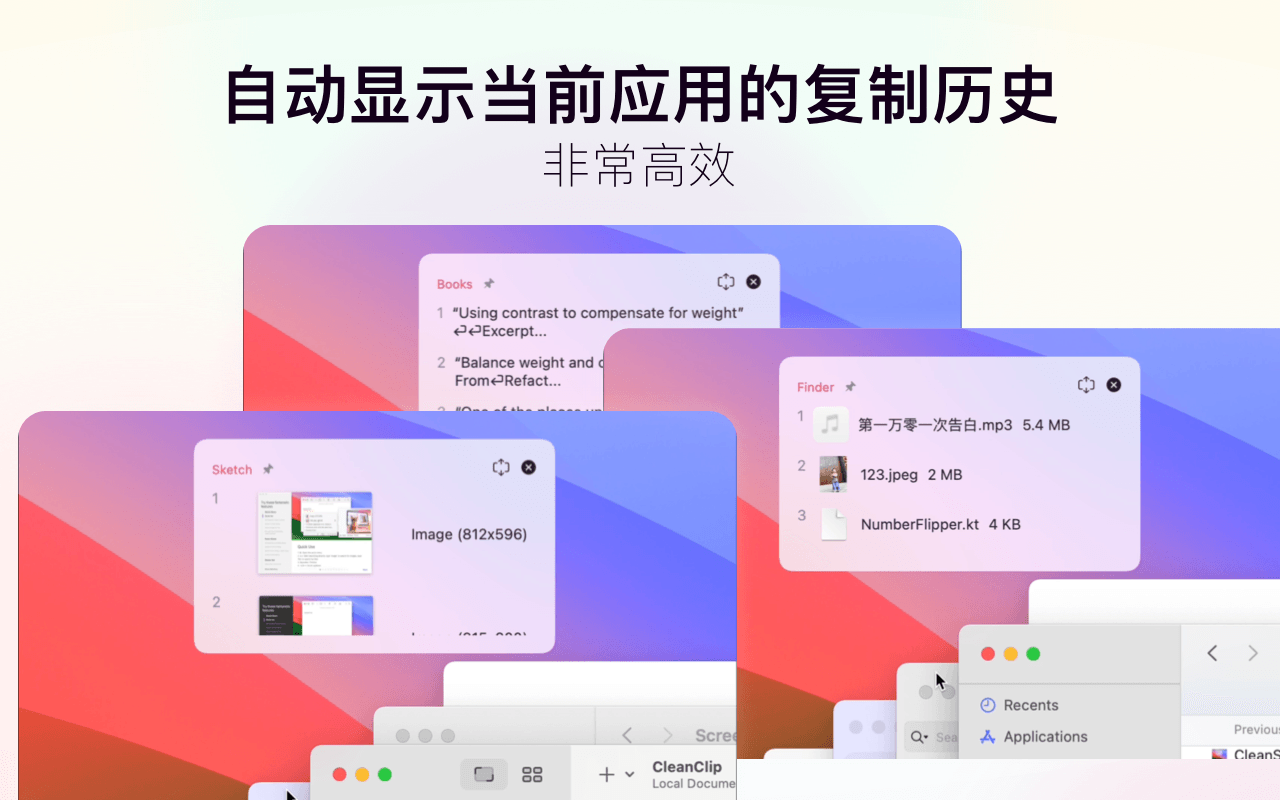 自动显示当前应用的复制历史
非常高效
Books
1 “Using contrast to compensate for weight”
↩↩Excerpt...
2 “Balance weight and
From↩Refact...
Finder
1 第一万零一次告白.mp3 5.4 MB
2 123.jpeg 2 MB
3 NumberFlipper.kt 4 KB
Sketch
1 Image (812x596)
2
Recents
Applications
CleanClip